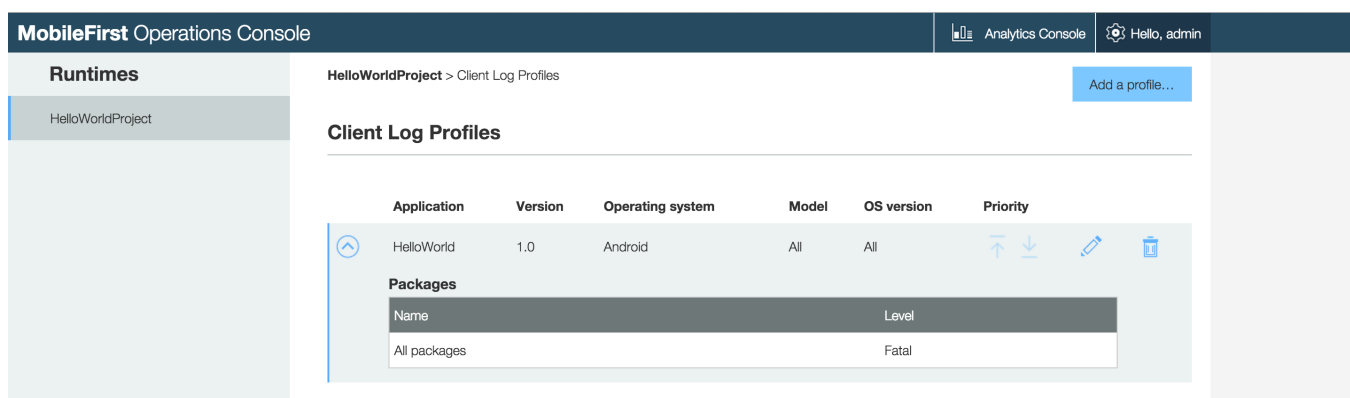 MobileFirst Operations Console
Analytics Console
Hello, admin
Runtimes
HelloWorldProject
HelloWorldProject > Client Log Profiles
Add a profile...
Client Log Profiles
Application Version Operating system Model OS version Priority
HelloWorld 1.0 Android All All
Packages
Name Level
All packages Fatal